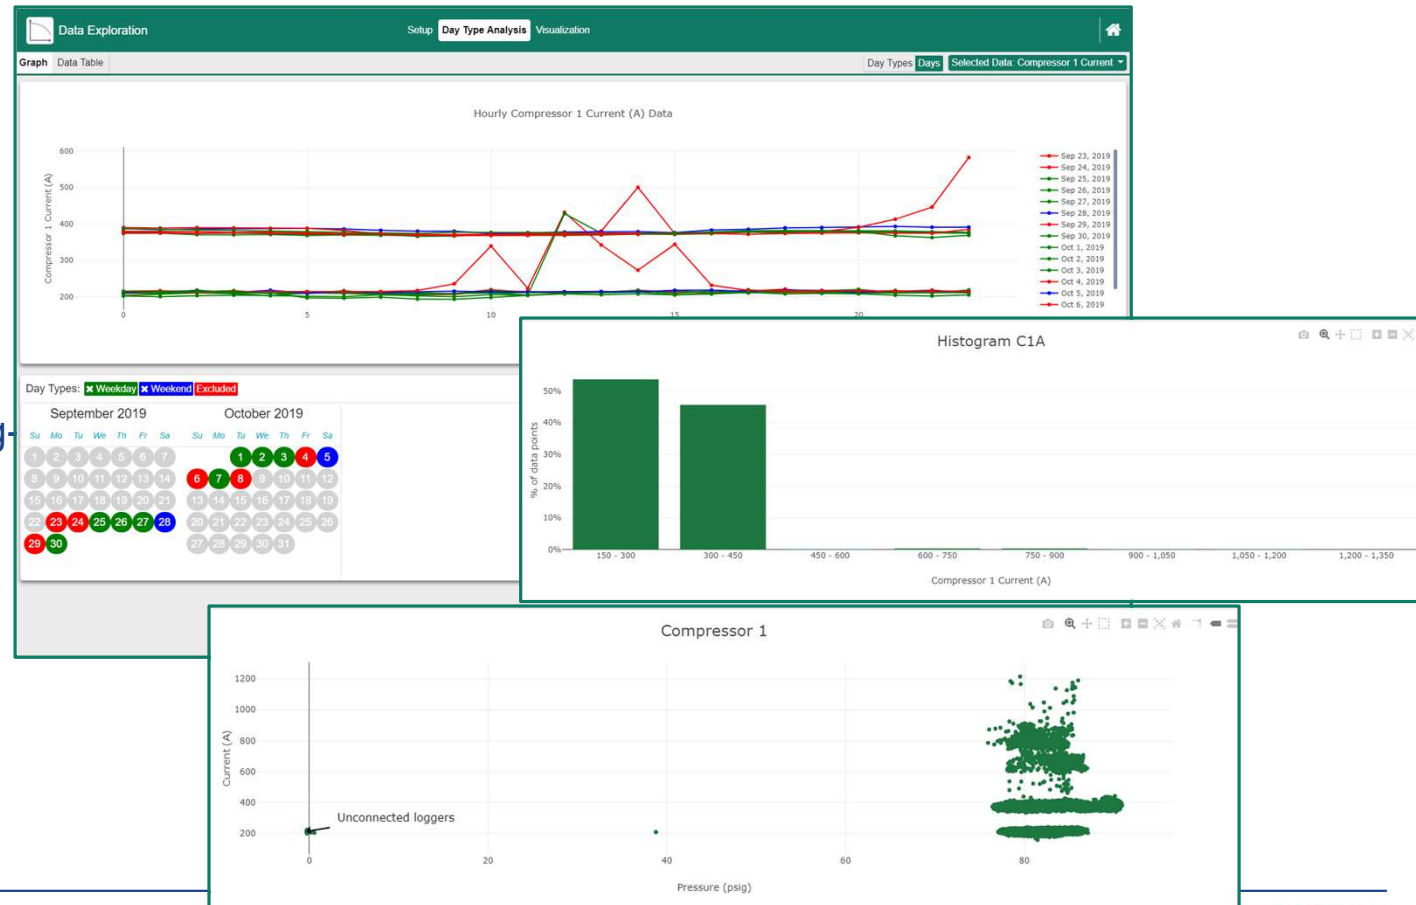 Data Exploration
Setup Day Type Analysis Visualization
Graph Data Table
Day Types Days Selected Data: Compressor 1 Current
Hourly Compressor 1 Current (A) Data
Compressor 1 Current (A)
600
500
400
300
200
0 5 10 15 20
Sep 23, 2019
Sep 24, 2019
Sep 25, 2019
Sep 26, 2019
Sep 27, 2019
Sep 28, 2019
Sep 29, 2019
Sep 30, 2019
Oct 1, 2019
Oct 2, 2019
Oct 3, 2019
Oct 4, 2019
Oct 5, 2019
Oct 6, 2019
Day Types: × Weekday × Weekend Excluded
September 2019
Su Mo Tu We Th Fr Sa
1 2 3 4 5 6 7
8 9 10 11 12 13 14
15 16 17 18 19 20 21
22 23 24 25 26 27 28
29 30
October 2019
Su Mo Tu We Th Fr Sa
1 2 3 4 5
6 7 8 9 10 11 12
13 14 15 16 17 18 19
20 21 22 23 24 25 26
27 28 29 30 31
g-
Histogram C1A
% of data points
50%
40%
30%
20%
10%
0%
150 - 300 300 - 450 450 - 600 600 - 750 750 - 900 900 - 1,050 1,050 - 1,200 1,200 - 1,350
Compressor 1 Current (A)
Compressor 1
Current (A)
1200
1000
800
600
400
200
Unconnected loggers
0 20 40 60 80
Pressure (psig)